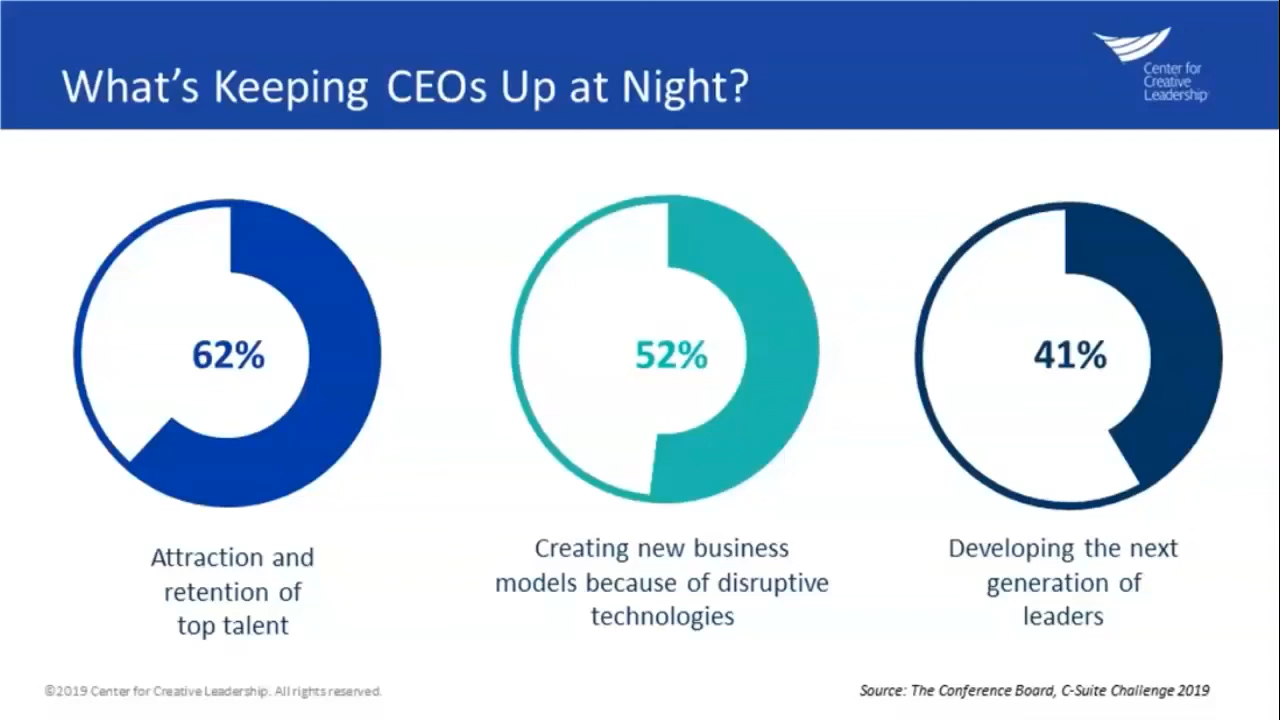 What's Keeping CEOs Up at Night?
Center for
Creative
Leadership
62%
52%
41%
Attraction and
retention of
top talent
Creating new business
models because of disruptive
technologies
Developing the next
generation of
leaders
©2019 Center for Creative Leadership. All rights reserved.
Source: The Conference Board, C-Suite Challenge 2019